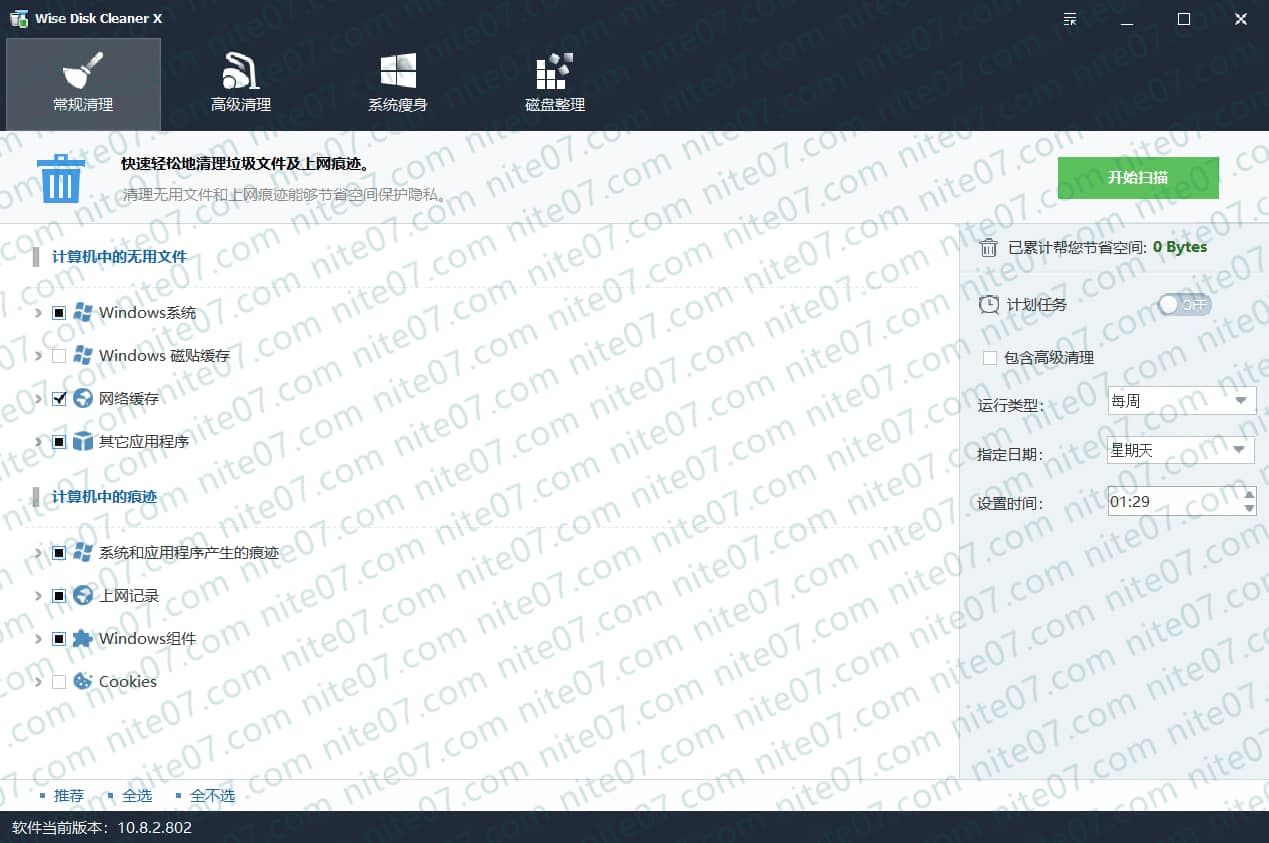 Wise Disk Cleaner X
常规清理
高级清理
系统瘦身
磁盘整理
快速轻松地清理垃圾文件及上网痕迹。
清理无用文件和上网痕迹能够节省空间保护隐私。
开始扫描
计算机中的无用文件
Windows系统
Windows 磁贴缓存
网络缓存
其它应用程序
计算机中的痕迹
系统和应用程序产生的痕迹
上网记录
Windows组件
Cookies
已累计帮您节省空间: 0 Bytes
计划任务
OFF
包含高级清理
运行类型: 每周
指定日期: 星期天
设置时间: 01:29
推荐 全选 全不选
软件当前版本: 10.8.2.802
nite07.com